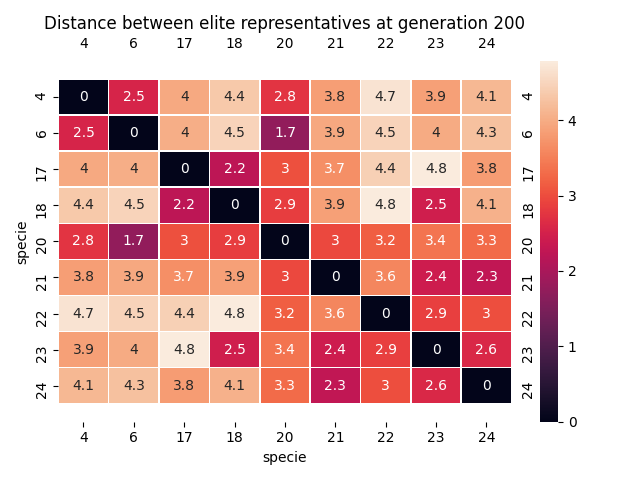 Distance between elite representatives at generation 200
4 6 17 18 20 21 22 23 24
4 0 2.5 4 4.4 2.8 3.8 4.7 3.9 4.1 4
6 2.5 0 4 4.5 1.7 3.9 4.5 4 4.3 6
17 4 4 0 2.2 3 3.7 4.4 4.8 3.8 17
18 4.4 4.5 2.2 0 2.9 3.9 4.8 2.5 4.1 18
20 2.8 1.7 3 2.9 0 3 3.2 3.4 3.3 20
21 3.8 3.9 3.7 3.9 3 0 3.6 2.4 2.3 21
22 4.7 4.5 4.4 4.8 3.2 3.6 0 2.9 3 22
23 3.9 4 4.8 2.5 3.4 2.4 2.9 0 2.6 23
24 4.1 4.3 3.8 4.1 3.3 2.3 3 2.6 0 24
4 6 17 18 20 21 22 23 24
specie
specie
4
3
2
1
0